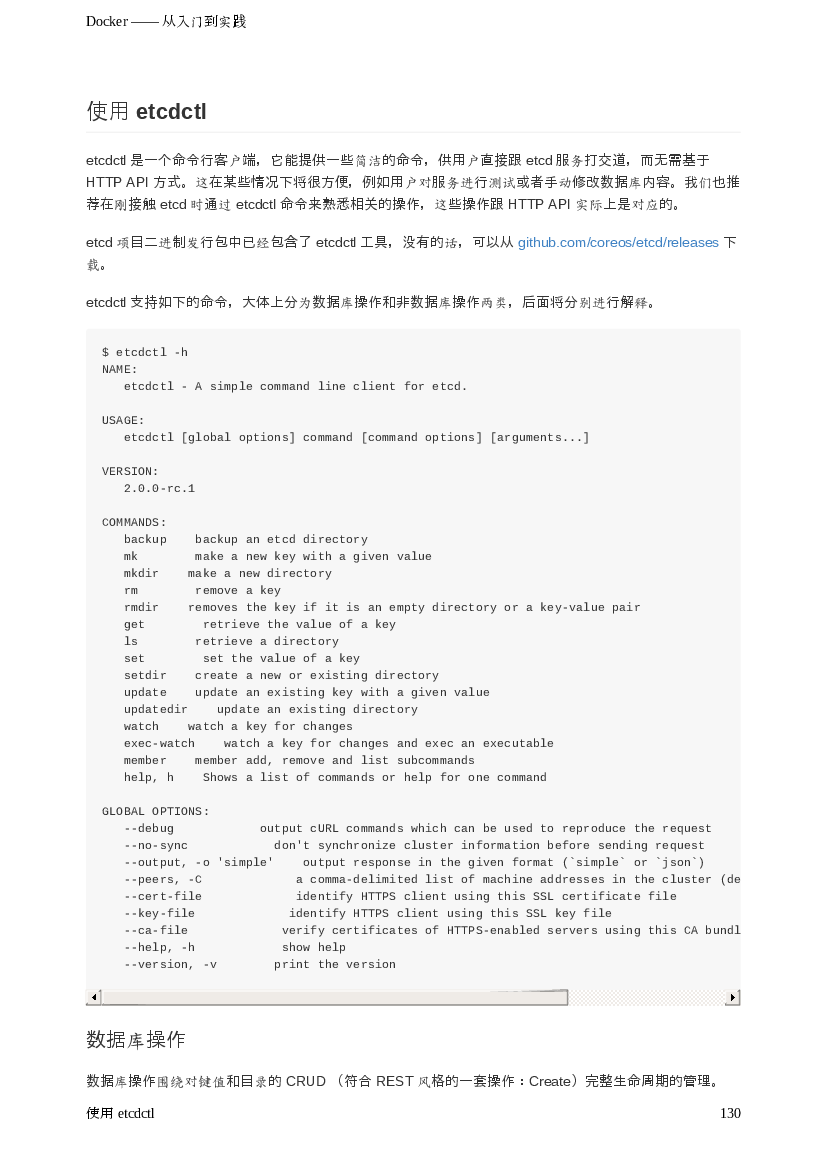 Docker —— 从入门到实践
使用 etcdctl
etcdctl 是一个命令行客户端，它能提供一些简洁的命令，供用户直接跟 etcd 服务打交道，而无需基于
HTTP API 方式。这在某些情况下将很方便，例如用户对服务进行测试或者手动修改数据库内容。我们也推
荐在刚接触 etcd 时通过 etcdctl 命令来熟悉相关的操作，这些操作跟 HTTP API 实际上是对应的。
etcd 项目二进制发行包中已经包含了 etcdctl 工具，没有的话，可以从 github.com/coreos/etcd/releases 下
载。
etcdctl 支持如下的命令，大体上分为数据库操作和非数据库操作两类，后面将分别进行解释。
$ etcdctl -h
NAME:
   etcdctl - A simple command line client for etcd.
USAGE:
   etcdctl [global options] command [command options] [arguments...]
VERSION:
   2.0.0-rc.1
COMMANDS:
   backup    backup an etcd directory
   mk        make a new key with a given value
   mkdir    make a new directory
   rm        remove a key
   rmdir    removes the key if it is an empty directory or a key-value pair
   get        retrieve the value of a key
   ls        retrieve a directory
   set        set the value of a key
   setdir    create a new or existing directory
   update    update an existing key with a given value
   updatedir    update an existing directory
   watch    watch a key for changes
   exec-watch    watch a key for changes and exec an executable
   member    member add, remove and list subcommands
   help, h    Shows a list of commands or help for one command
GLOBAL OPTIONS:
   --debug            output cURL commands which can be used to reproduce the request
   --no-sync            don't synchronize cluster information before sending request
   --output, -o 'simple'    output response in the given format (`simple` or `json`)
   --peers, -C             a comma-delimited list of machine addresses in the cluster (de
   --cert-file             identify HTTPS client using this SSL certificate file
   --key-file             identify HTTPS client using this SSL key file
   --ca-file             verify certificates of HTTPS-enabled servers using this CA bundl
   --help, -h            show help
   --version, -v        print the version
数据库操作
数据库操作围绕对键值和目录的 CRUD （符合 REST 风格的一套操作：Create）完整生命周期的管理。
使用 etcdctl
130